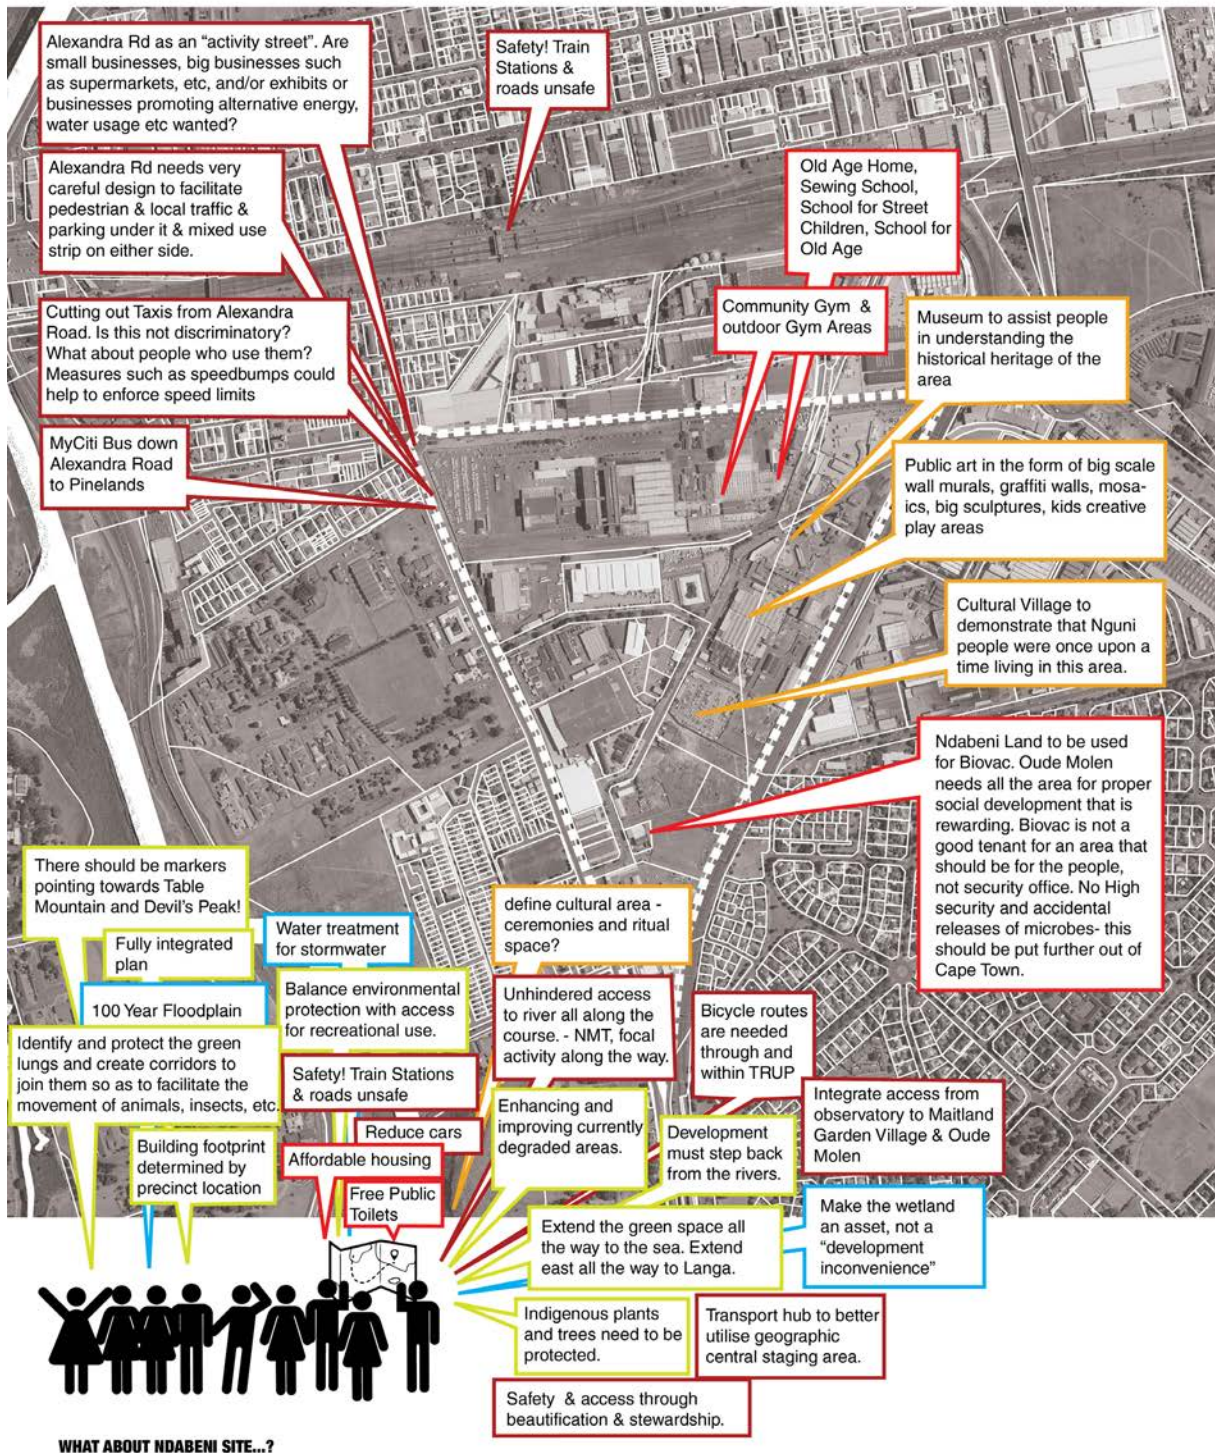 Alexandra Rd as an “activity street”. Are
small businesses, big businesses such
as supermarkets, etc, and/or exhibits or
businesses promoting alternative energy,
water usage etc wanted?
Safety! Train
Stations &
roads unsafe
Alexandra Rd needs very
careful design to facilitate
pedestrian & local traffic &
parking under it & mixed use
strip on either side.
Old Age Home,
Sewing School,
School for Street
Children, School for
Old Age
Cutting out Taxis from Alexandra
Road. Is this not discriminatory?
What about people who use them?
Measures such as speedbumps could
help to enforce speed limits
Community Gym &
outdoor Gym Areas
Museum to assist people
in understanding the
historical heritage of the
area
MyCiti Bus down
Alexandra Road
to Pinelands
Public art in the form of big scale
wall murals, graffiti walls, mosa-
ics, big sculptures, kids creative
play areas
Cultural Village to
demonstrate that Nguni
people were once upon a
time living in this area.
Ndabeni Land to be used
for Biovac. Oude Molen
needs all the area for proper
social development that is
rewarding. Biovac is not a
good tenant for an area that
should be for the people,
not security office. No High
security and accidental
releases of microbes- this
should be put further out of
Cape Town.
There should be markers
pointing towards Table
Mountain and Devil’s Peak!
Fully integrated
plan
Water treatment
for stormwater
define cultural area -
ceremonies and ritual
space?
100 Year Floodplain
Balance environmental
protection with access
for recreational use.
Unhindered access
to river all along the
course. - NMT, focal
activity along the way.
Bicycle routes
are needed
through and
within TRUP
Identify and protect the green
lungs and create corridors to
join them so as to facilitate the
movement of animals, insects, etc.
Safety! Train Stations
& roads unsafe
Reduce cars
Integrate access from
observatory to Maitland
Garden Village & Oude
Molen
Enhancing and
improving currently
degraded areas.
Development
must step back
from the rivers.
Building footprint
determined by
precinct location
Affordable housing
Free Public
Toilets
Extend the green space all
the way to the sea. Extend
east all the way to Langa.
Make the wetland
an asset, not a
“development
inconvenience”
Indigenous plants
and trees need to be
protected.
Transport hub to better
utilise geographic
central staging area.
Safety & access through
beautification & stewardship.
WHAT ABOUT NDABENI SITE...?